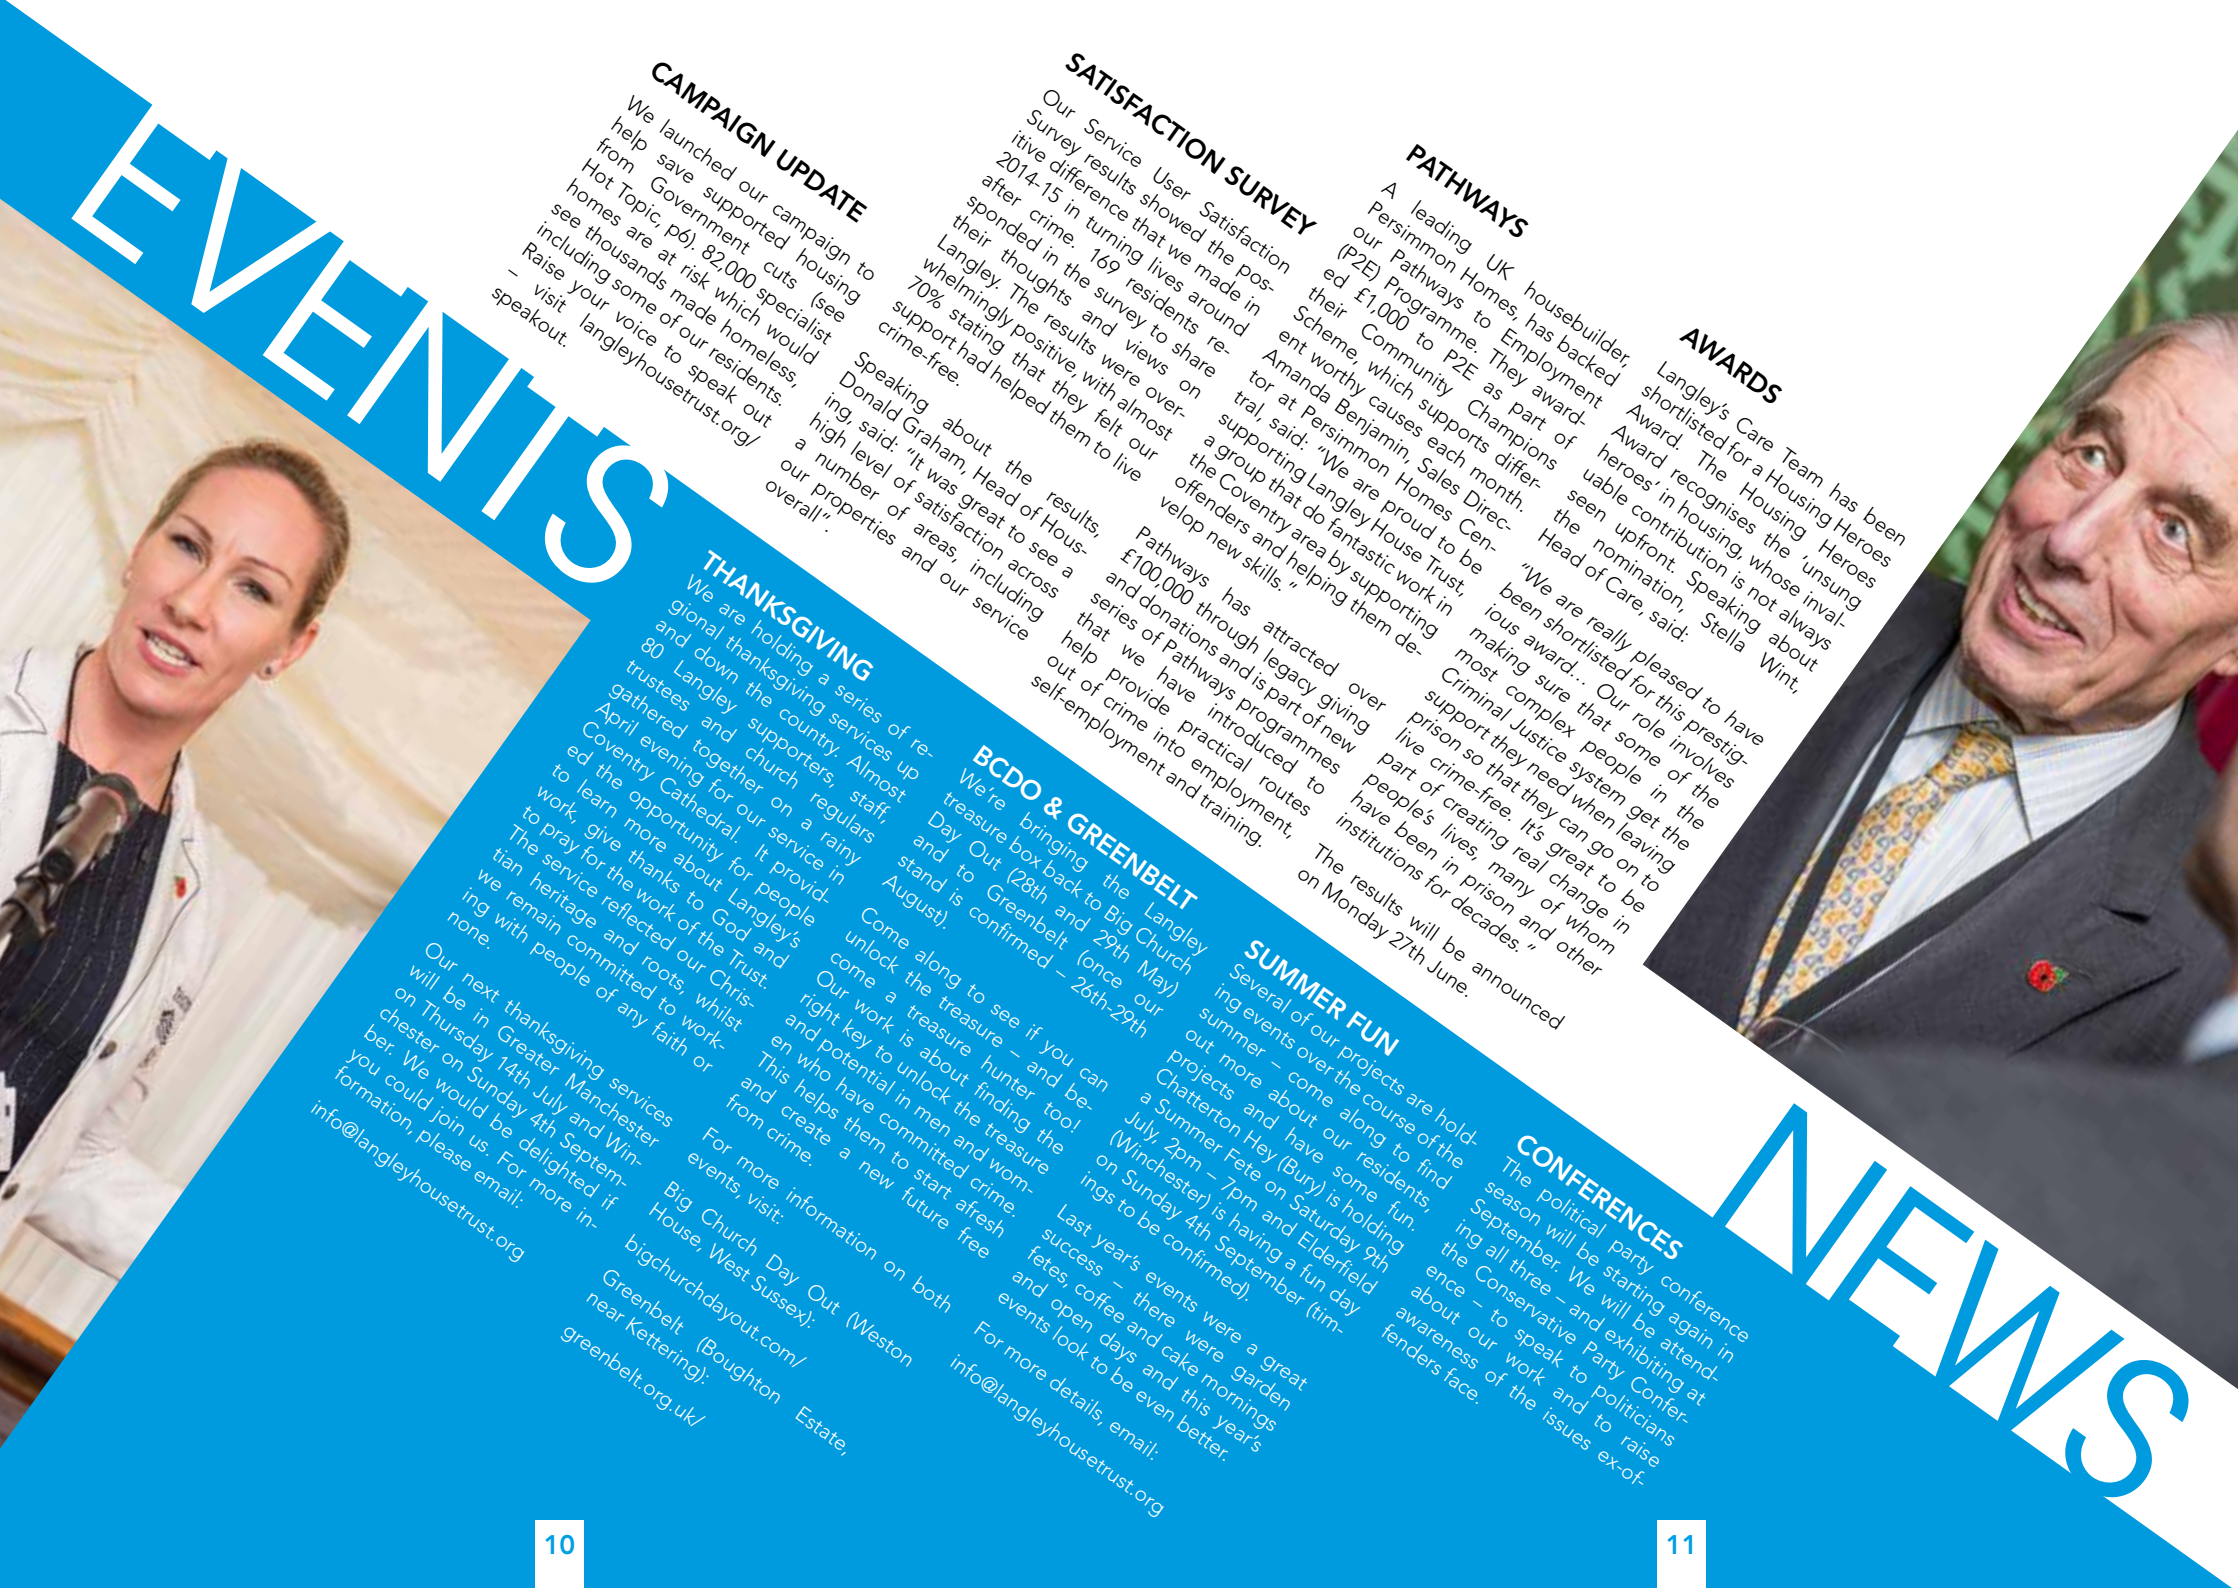 EVENTS
CAMPAIGN UPDATE
We launched our campaign to
help save supported housing
from Government cuts (see
Hot Topic, p6). 82,000 specialist
homes are at risk which would
see thousands made homeless,
including some of our residents.
Raise your voice to speak out
– visit langleyhousetrust.org/
speakout.
SATISFACTION SURVEY
Our Service User Satisfaction
Survey results showed the pos-
itive difference that we made in
2014-15 in turning lives around
after crime. 169 residents re-
sponded in the survey to share
their thoughts and views on
Langley. The results were over-
whelmingly positive, with almost
70% stating that they felt our
support had helped them to live
crime-free.
Speaking about the results,
Donald Graham, Head of Hous-
ing, said: "It was great to see a
high level of satisfaction across
a number of areas, including
our properties and our service
overall".
PATHWAYS
A leading UK housebuilder,
Persimmon Homes, has backed
our Pathways to Employment
(P2E) Programme. They award-
ed £1,000 to P2E as part of
their Community Champions
Scheme, which supports differ-
ent worthy causes each month.
Amanda Benjamin, Sales Direc-
tor at Persimmon Homes Cen-
tral, said: "We are proud to be
supporting Langley House Trust,
a group that do fantastic work in
the Coventry area by supporting
offenders and helping them de-
velop new skills."
Pathways has attracted over
£100,000 through legacy giving
and donations and is part of new
series of Pathways programmes
that we have introduced to
help provide practical routes
out of crime into employment,
self-employment and training.
AWARDS
Langley's Care Team has been
shortlisted for a Housing Heroes
Award. The Housing Heroes
Award recognises the 'unsung
heroes' in housing, whose inval-
uable contribution is not always
seen upfront. Speaking about
the nomination, Stella Wint,
Head of Care, said:
"We are really pleased to have
been shortlisted for this prestig-
ious award... Our role involves
making sure that some of the
most complex people in the
Criminal Justice system get the
support they need when leaving
prison so that they can go on to
live crime-free. It's great to be
part of creating real change in
people's lives, many of whom
have been in prison and other
institutions for decades."
The results will be announced
on Monday 27th June.
THANKSGIVING
We are holding a series of re-
gional thanksgiving services up
and down the country. Almost
80 Langley supporters, staff,
trustees and church regulars
gathered together on a rainy
April evening for our service in
Coventry Cathedral. It provid-
ed the opportunity for people
to learn more about Langley's
work, give thanks to God and
to pray for the work of the Trust.
The service reflected our Chris-
tian heritage and roots, whilst
we remain committed to work-
ing with people of any faith or
none.
Our next thanksgiving services
will be in Greater Manchester
on Thursday 14th July and Win-
chester on Sunday 4th Septem-
ber. We would be delighted if
you could join us. For more in-
formation, please email:
info@langleyhousetrust.org
BCDO & GREENBELT
We're bringing the Langley
treasure box back to Big Church
Day Out (28th and 29th May)
and to Greenbelt (once our
stand is confirmed – 26th-29th
August).
Come along to see if you can
unlock the treasure – and be-
come a treasure hunter too!
Our work is about finding the
right key to unlock the treasure
and potential in men and wom-
en who have committed crime.
This helps them to start afresh
and create a new future free
from crime.
For more information on both
events, visit:
Big Church Day Out (Weston
House, West Sussex):
bigchurchdayout.com/
Greenbelt (Boughton Estate,
near Kettering):
greenbelt.org.uk/
SUMMER FUN
Several of our projects are hold-
ing events over the course of the
summer – come along to find
out more about our residents,
projects and have some fun.
Chatterton Hey (Bury) is holding
a Summer Fete on Saturday 9th
July, 2pm – 7pm and Elderfield
(Winchester) is having a fun day
on Sunday 4th September (tim-
ings to be confirmed).
Last year's events were a great
success – there were garden
fetes, coffee and cake mornings
and open days and this year's
events look to be even better.
For more details, email:
info@langleyhousetrust.org
CONFERENCES
The political party conference
season will be starting again in
September. We will be attend-
ing all three – and exhibiting at
the Conservative Party Confer-
ence – to speak to politicians
about our work and to raise
awareness of the issues ex-of-
fenders face.
NEWS
10
11